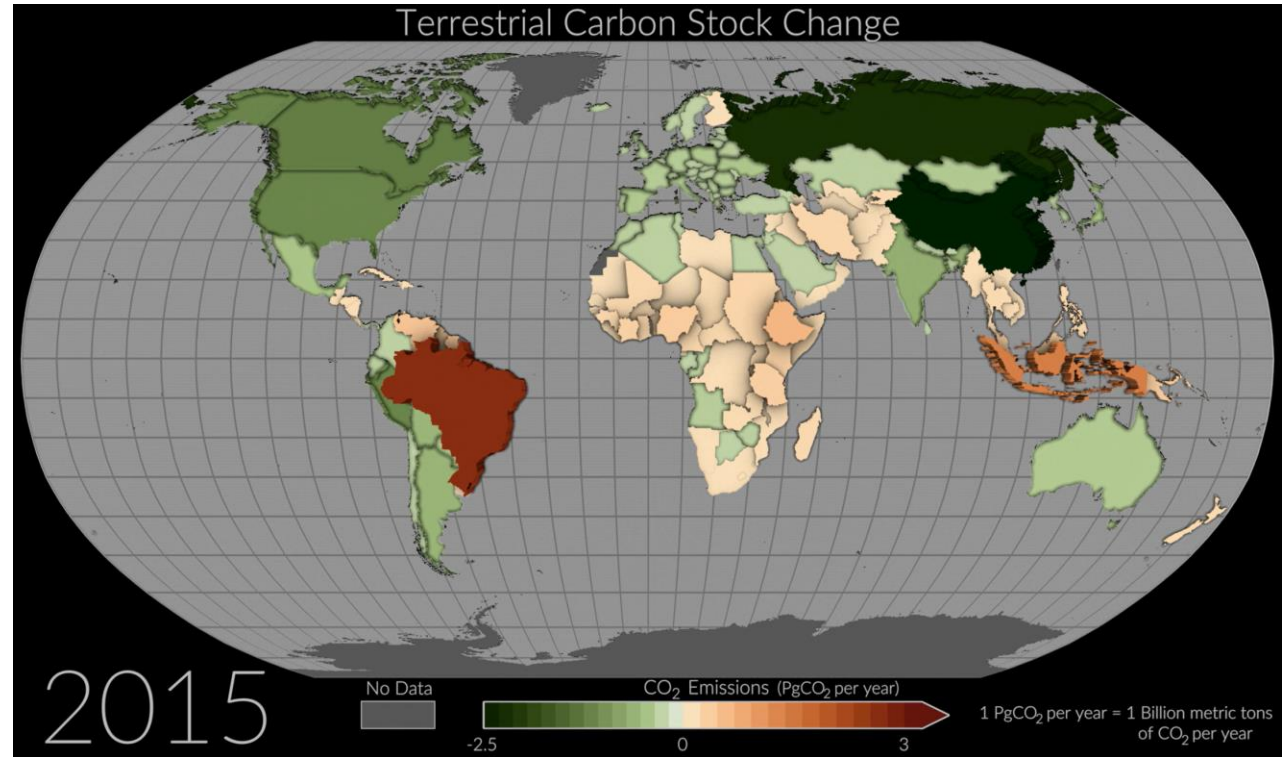 Terrestrial Carbon Stock Change
2015
No Data
CO₂ Emissions (PgCO₂ per year)
-2.5
0
3
1 PgCO₂ per year = 1 Billion metric tons
of CO₂ per year